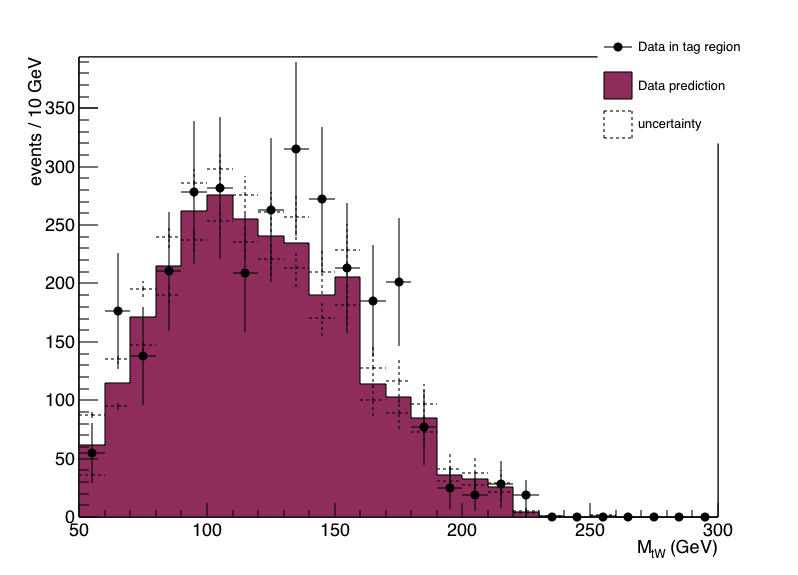 Data in tag region
Data prediction
uncertainty
events / 10 GeV
350
300
250
200
150
100
50
0
50 100 150 200 250 300
MtW (GeV)